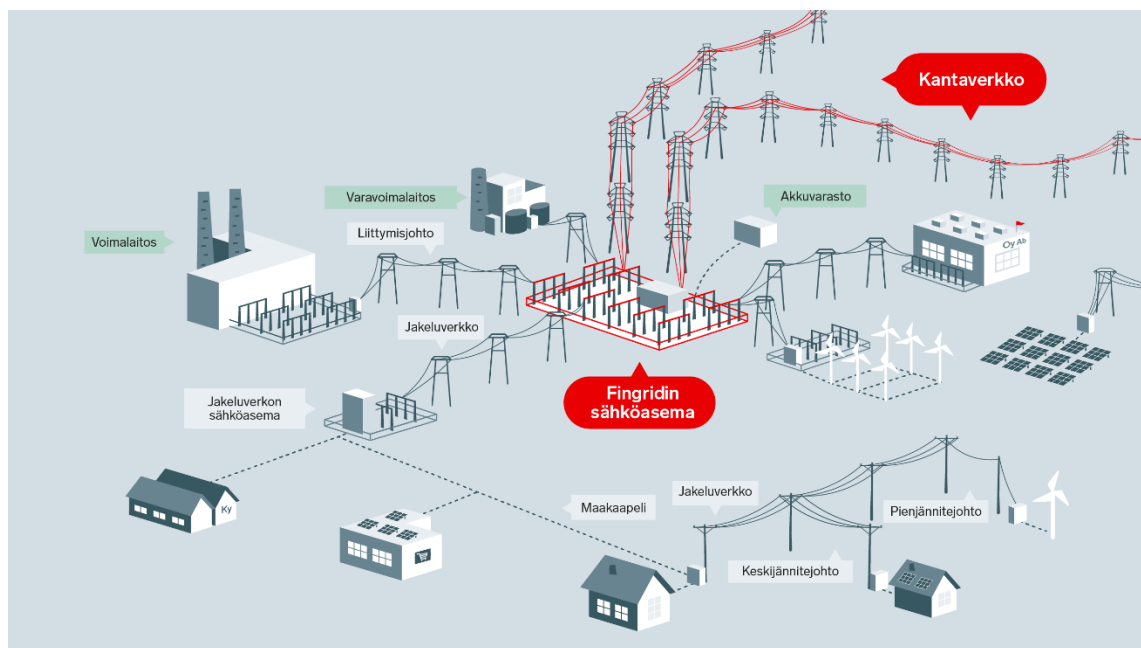 Kantaverkko
Varavoimalaitos
Akkuvarasto
Liittymisjohto
Voimalaitos
Oy Ab
Jakeluverkko
Fingridin
sähköasema
Jakeluverkon
sähköasema
Jakeluverkko
Maakaapeli
Pienjännitejohto
Ky
Keskijännitejohto